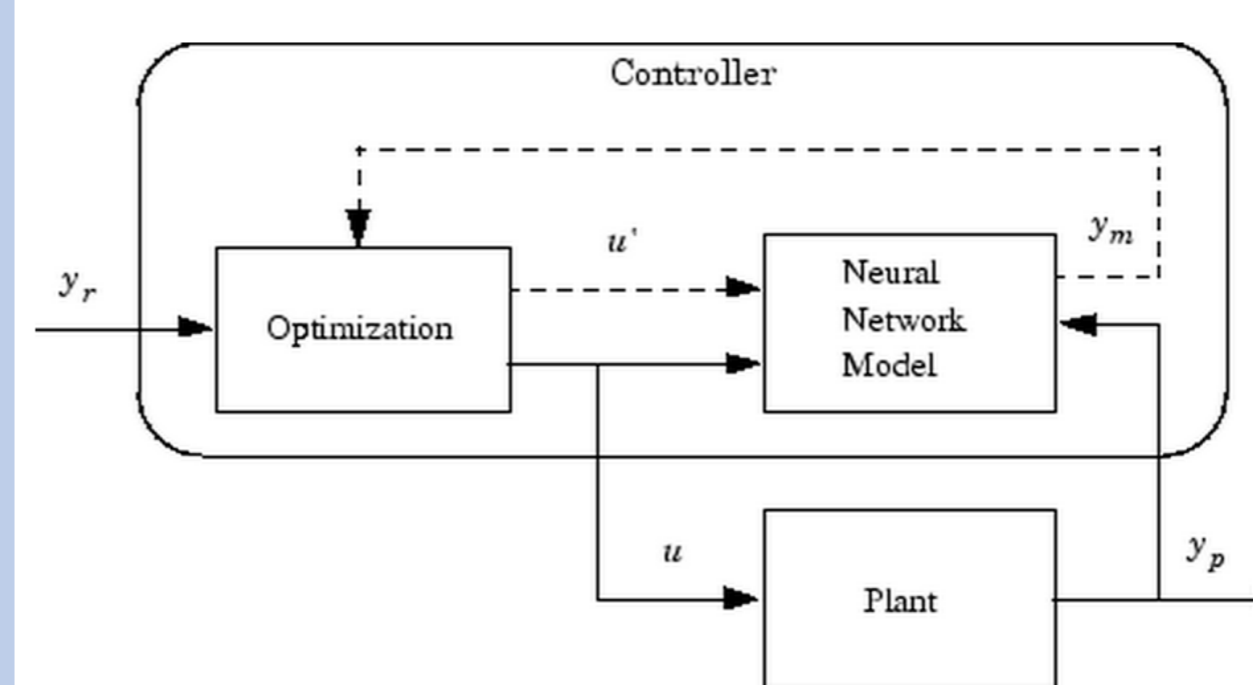 Controller
u'
y_m
y_r
Optimization
Neural
Network
Model
u
y_p
Plant